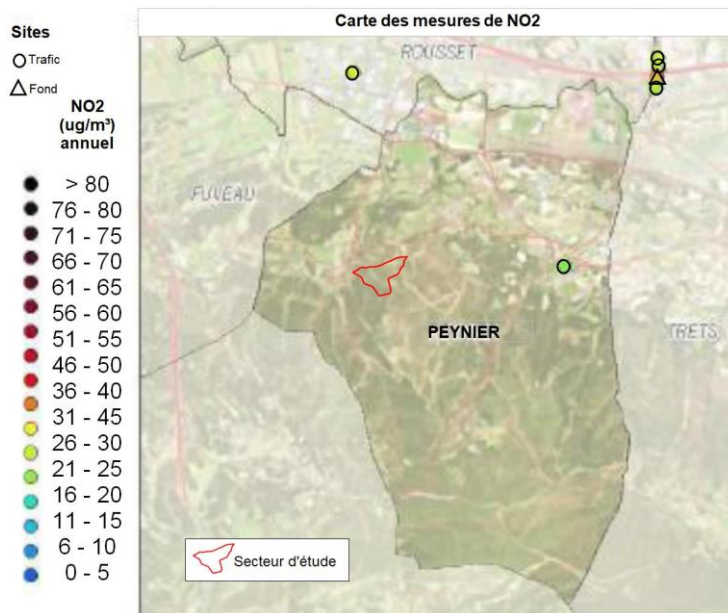 Carte des mesures de NO2
Sites
Trafic
Fond
NO2
(ug/m³)
annuel
> 80
76 - 80
71 - 75
66 - 70
61 - 65
56 - 60
51 - 55
46 - 50
36 - 40
31 - 45
26 - 30
21 - 25
16 - 20
11 - 15
6 - 10
0 - 5
ROUSSET
FUVEAU
PEYNIER
TRETS
Secteur d'étude